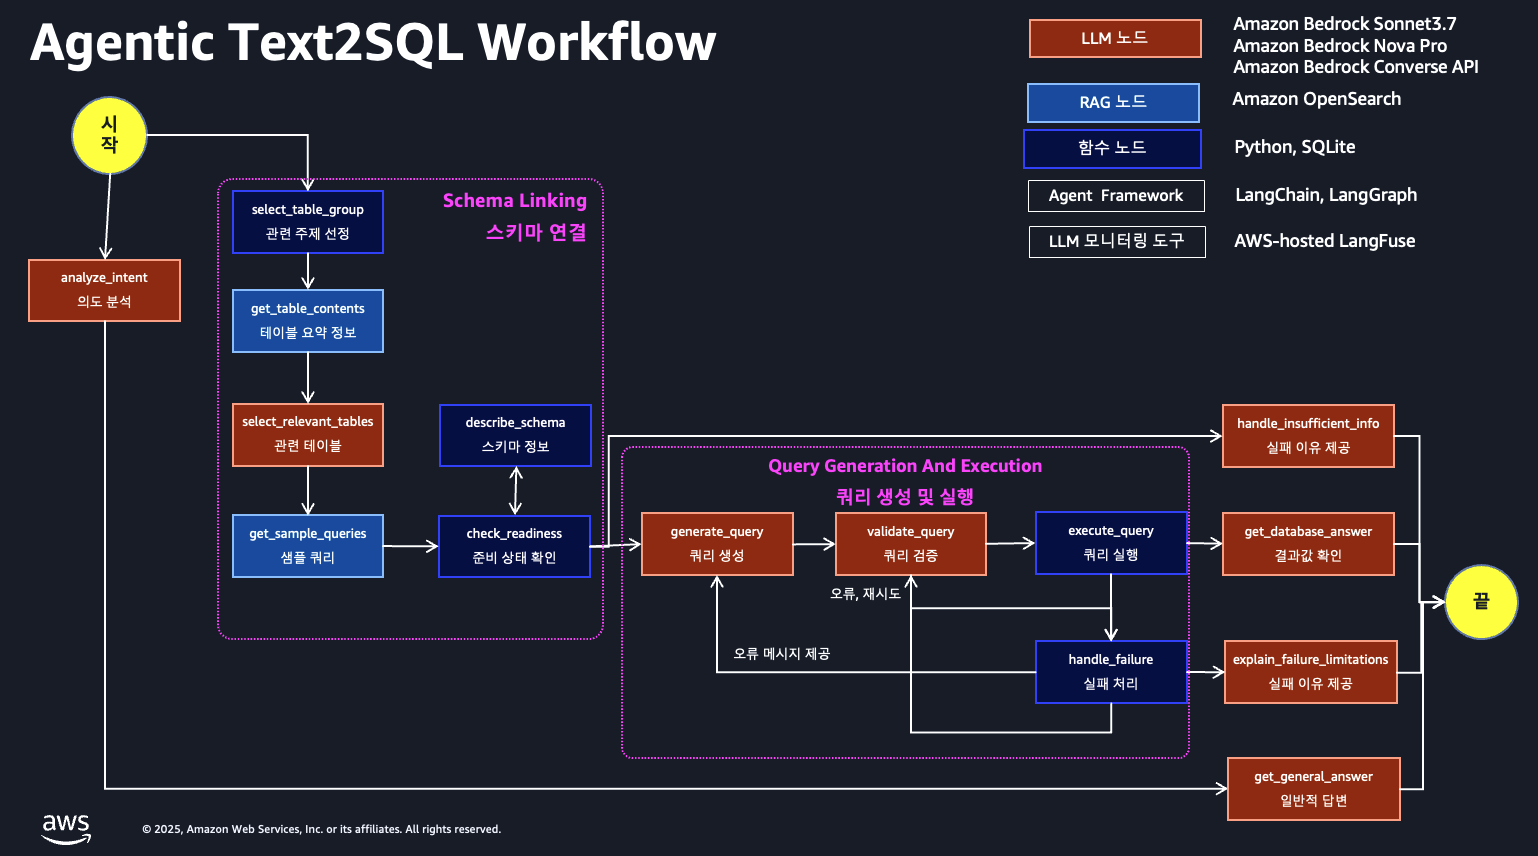 Agentic Text2SQL Workflow
LLM 노드
Amazon Bedrock Sonnet3.7
Amazon Bedrock Nova Pro
Amazon Bedrock Converse API
RAG 노드
Amazon OpenSearch
함수 노드
Python, SQLite
Agent Framework
LangChain, LangGraph
LLM 모니터링 도구
AWS-hosted LangFuse
시
작
analyze_intent
의도 분석
Schema Linking
스키마 연결
select_table_group
관련 주제 선정
get_table_contents
테이블 요약 정보
select_relevant_tables
관련 테이블
get_sample_queries
샘플 쿼리
describe_schema
스키마 정보
check_readiness
준비 상태 확인
Query Generation And Execution
쿼리 생성 및 실행
generate_query
쿼리 생성
validate_query
쿼리 검증
execute_query
쿼리 실행
오류, 재시도
오류 메시지 제공
handle_failure
실패 처리
handle_insufficient_info
실패 이유 제공
get_database_answer
결과값 확인
explain_failure_limitations
실패 이유 제공
get_general_answer
일반적 답변
끝
aws
© 2025, Amazon Web Services, Inc. or its affiliates. All rights reserved.